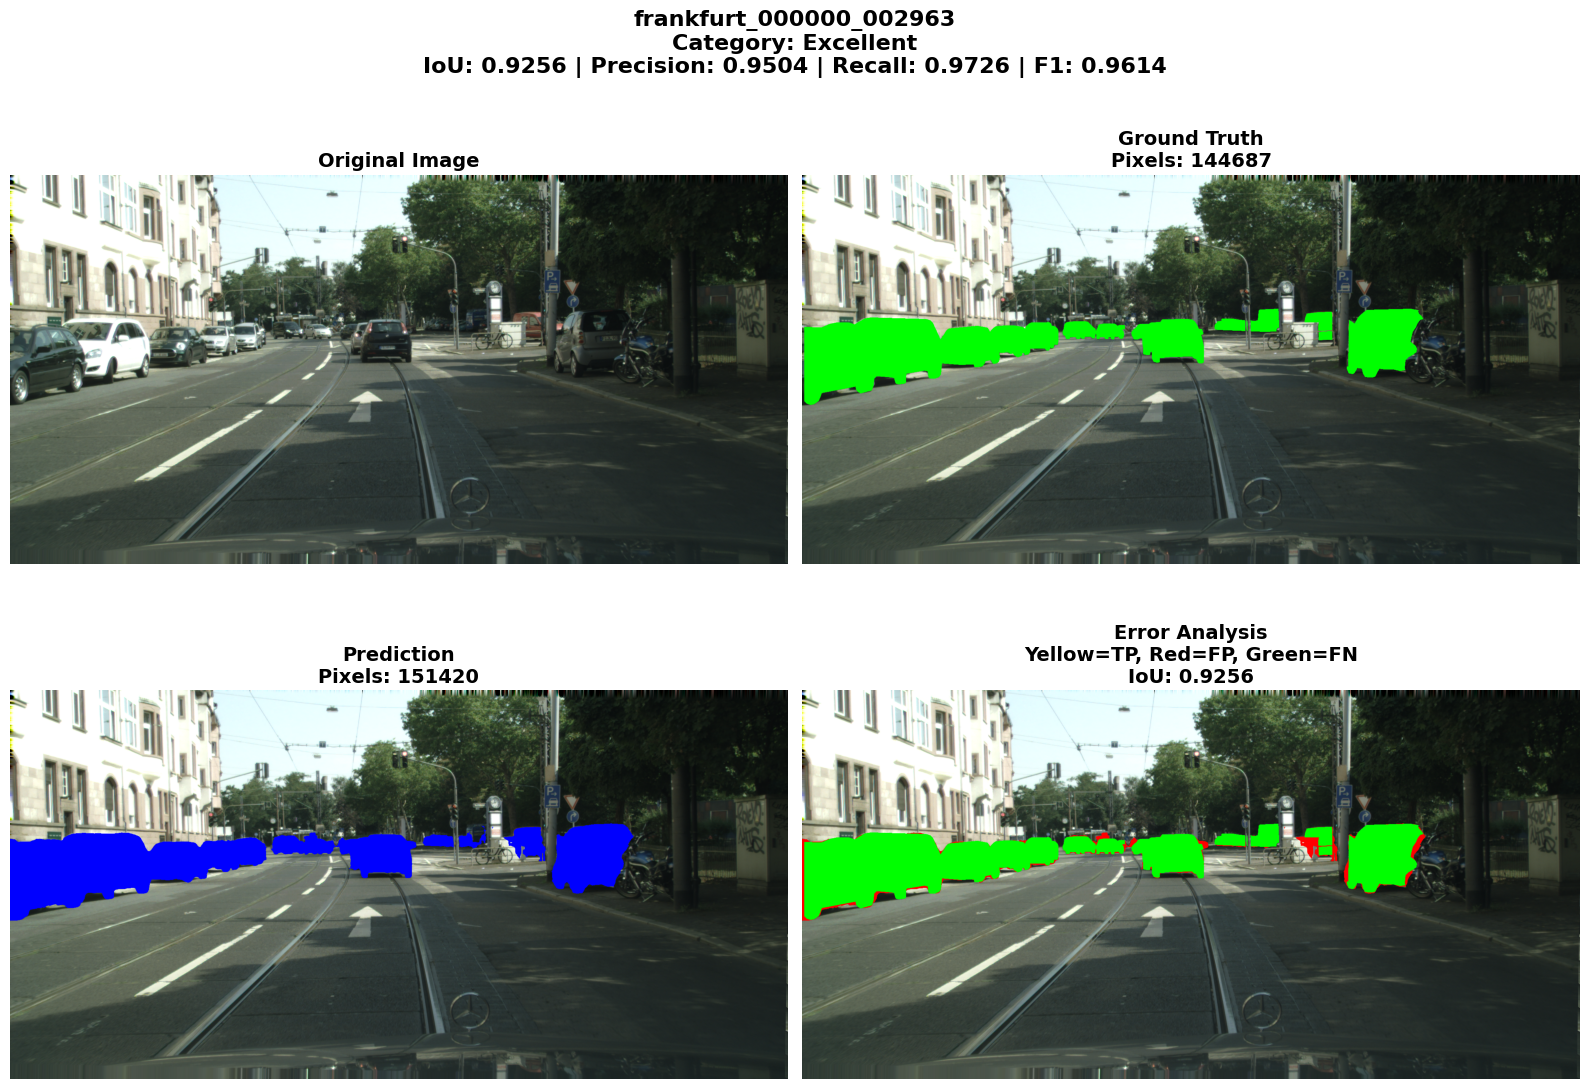 frankfurt_000000_002963
Category: Excellent
IoU: 0.9256 | Precision: 0.9504 | Recall: 0.9726 | F1: 0.9614
Original Image
Ground Truth
Pixels: 144687
P
P
Prediction
Pixels: 151420
Error Analysis
Yellow=TP, Red=FP, Green=FN
IoU: 0.9256
P
P